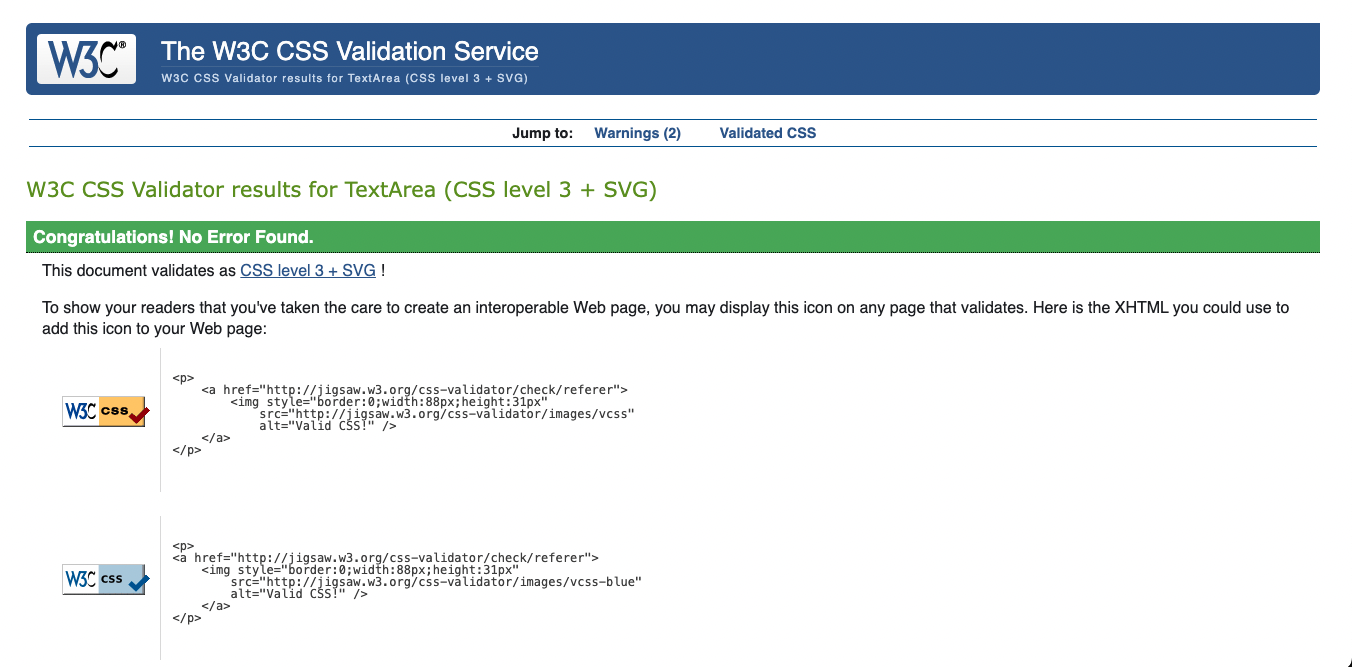 W3C®
The W3C CSS Validation Service
W3C CSS Validator results for TextArea (CSS level 3 + SVG)
Jump to: Warnings (2) Validated CSS
W3C CSS Validator results for TextArea (CSS level 3 + SVG)
Congratulations! No Error Found.
This document validates as CSS level 3 + SVG !
To show your readers that you've taken the care to create an interoperable Web page, you may display this icon on any page that validates. Here is the XHTML you could use to
add this icon to your Web page:
W3C css
<p>
    <a href="http://jigsaw.w3.org/css-validator/check/referer">
        <img style="border:0;width:88px;height:31px"
            src="http://jigsaw.w3.org/css-validator/images/vcss"
            alt="Valid CSS!" />
    </a>
</p>
W3C css
<p>
<a href="http://jigsaw.w3.org/css-validator/check/referer">
    <img style="border:0;width:88px;height:31px"
        src="http://jigsaw.w3.org/css-validator/images/vcss-blue"
        alt="Valid CSS!" />
    </a>
</p>